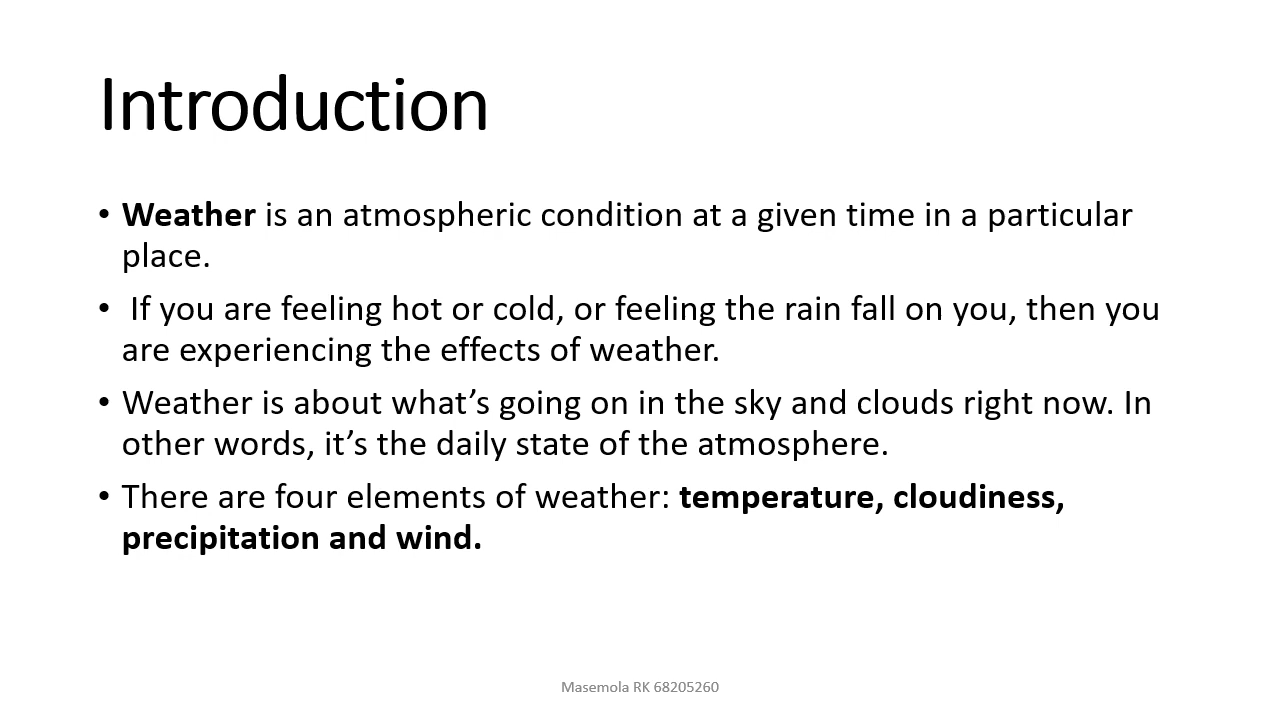 Introduction
• Weather is an atmospheric condition at a given time in a particular
place.
• If you are feeling hot or cold, or feeling the rain fall on you, then you
are experiencing the effects of weather.
• Weather is about what’s going on in the sky and clouds right now. In
other words, it’s the daily state of the atmosphere.
• There are four elements of weather: temperature, cloudiness,
precipitation and wind.
Masemola RK 68205260